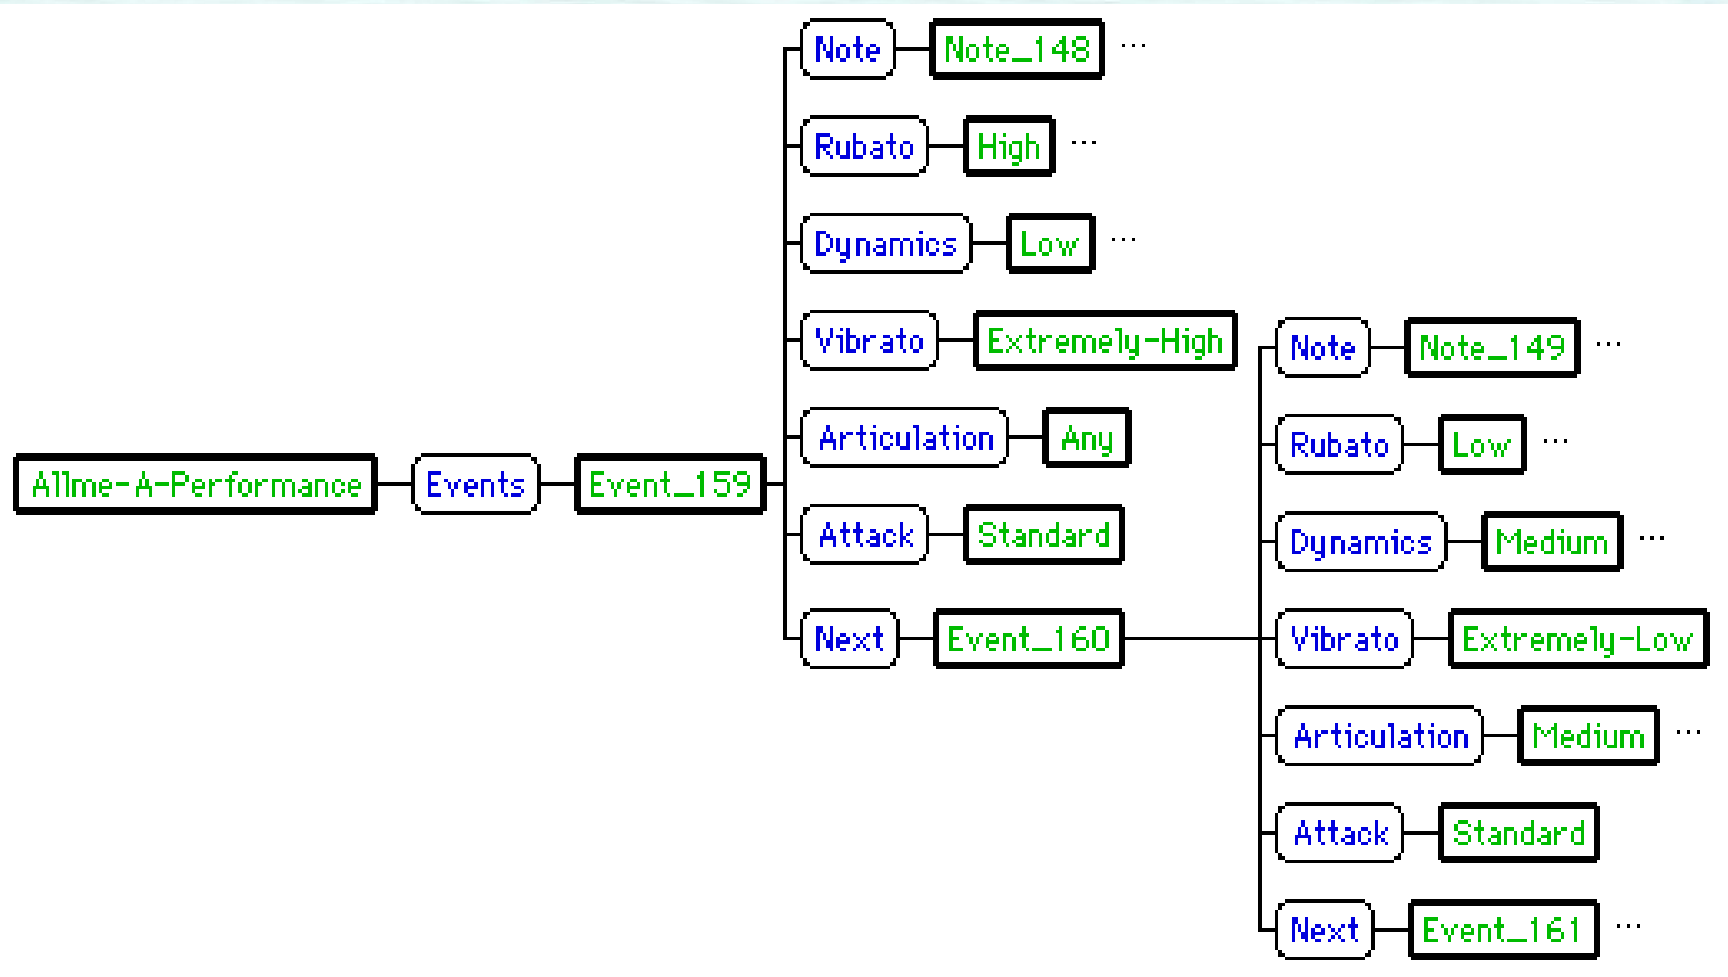 Note Note_148 ...
Rubato High ...
Dynamics Low ...
Vibrato Extremely-High
Articulation Any
Allme-A-Performance Events Event_159
Attack Standard
Next Event_160
Note Note_149 ...
Rubato Low ...
Dynamics Medium ...
Vibrato Extremely-Low
Articulation Medium ...
Attack Standard
Next Event_161 ...